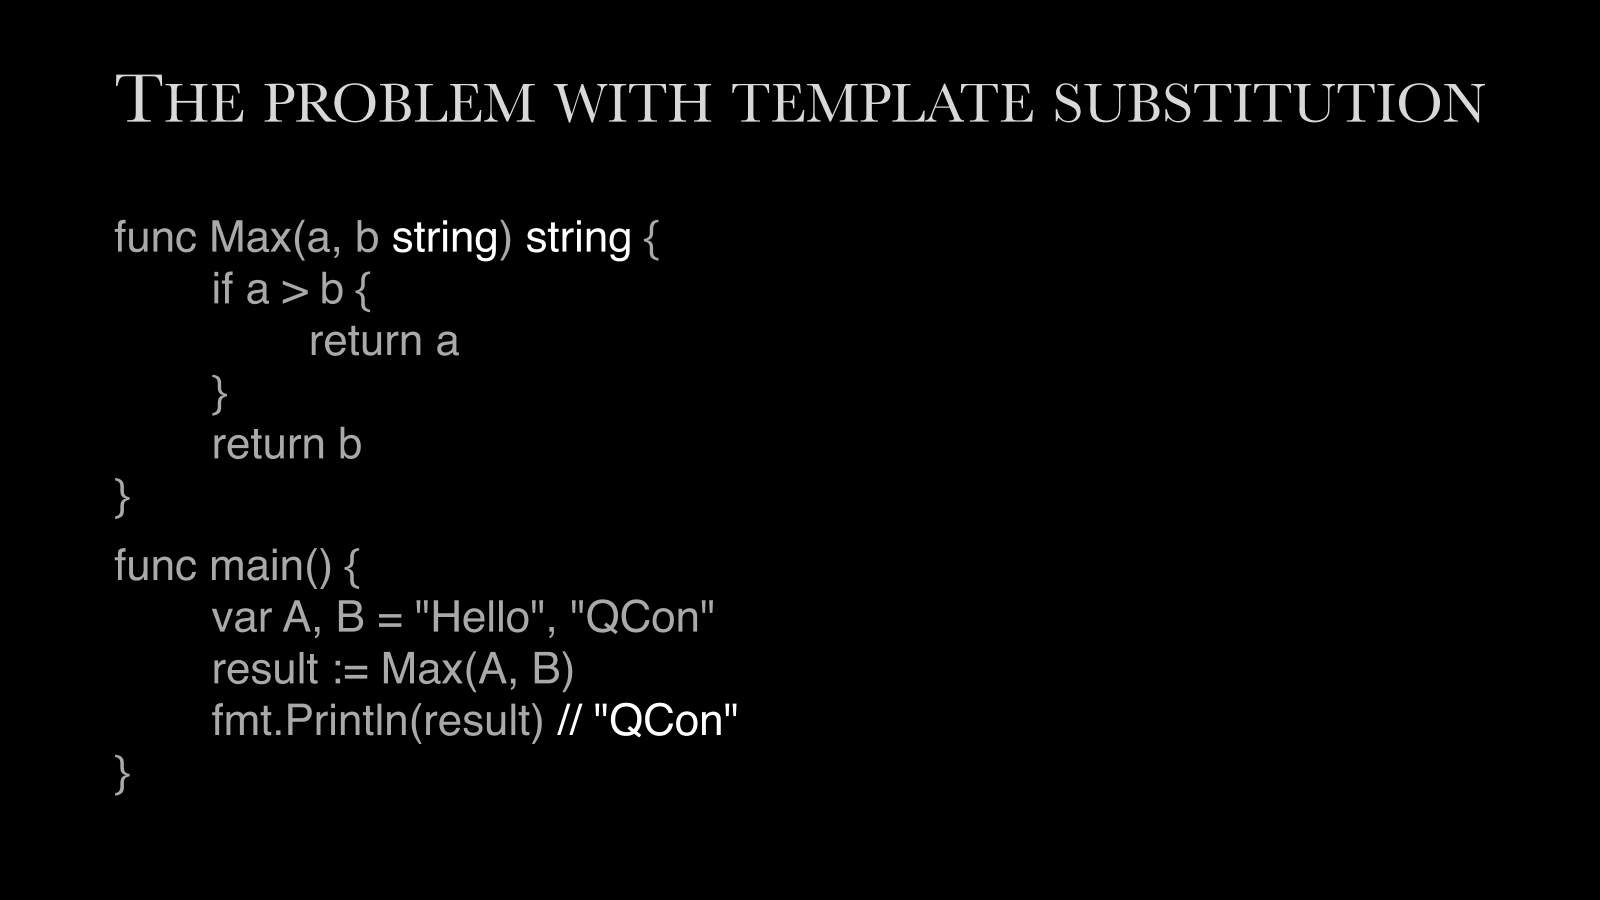 THE PROBLEM WITH TEMPLATE SUBSTITUTION
func Max(a, b string) string {
if a > b {
return a
}
return b
}
func main() {
var A, B = "Hello", "QCon"
result := Max(A, B)
fmt.Println(result) // "QCon"
}